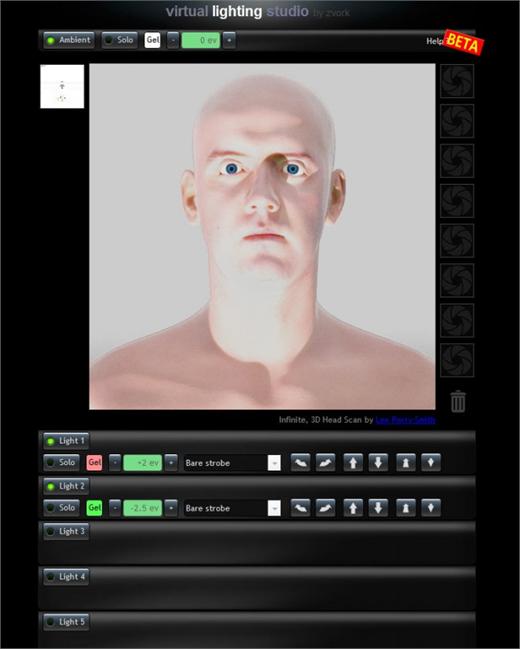 virtual lighting studio by zvork
Ambient Solo Gel - 0 ev + Help BETA
Infinite, 3D Head Scan by Lee Perry-Smith
Light 1
Solo Gel - +2 ev + Bare strobe
Light 2
Solo Gel - -2.5 ev + Bare strobe
Light 3
Light 4
Light 5